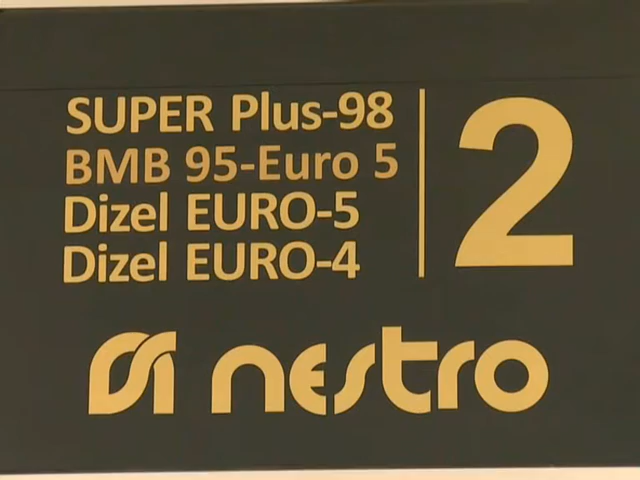 SUPER Plus-98
BMB 95-Euro 5
Dizel EURO-5
Dizel EURO-4
2
nestro